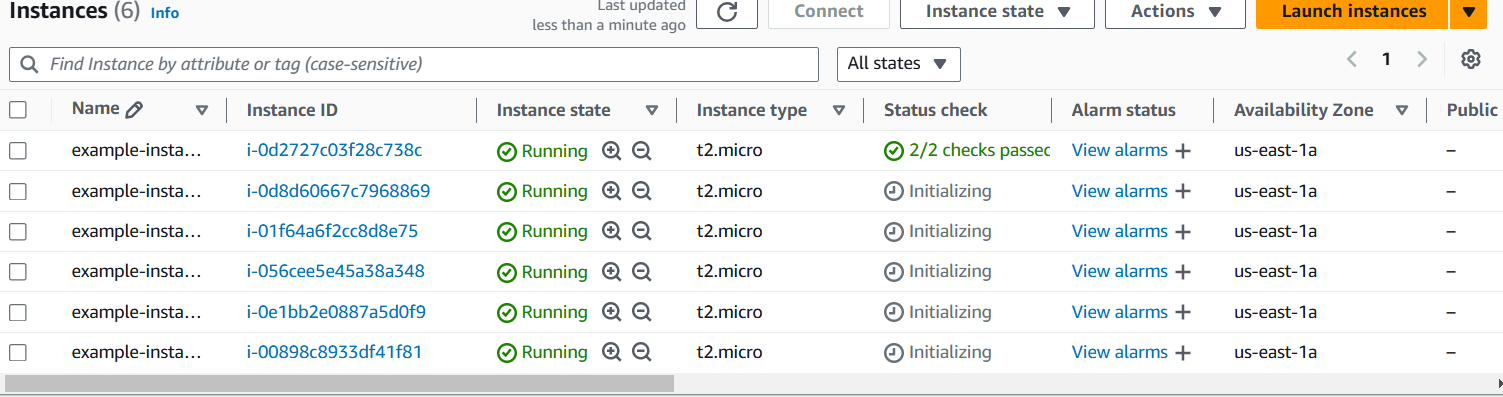 Instances (6) Info
Last updated
less than a minute ago
Connect
Instance state
Actions
Launch instances
Find Instance by attribute or tag (case-sensitive)
All states
1
Name Instance ID Instance state Instance type Status check Alarm status Availability Zone Public
example-insta... i-0d2727c03f28c738c Running t2.micro 2/2 checks passed View alarms + us-east-1a –
example-insta... i-0d8d60667c7968869 Running t2.micro Initializing View alarms + us-east-1a –
example-insta... i-01f64a6f2cc8d8e75 Running t2.micro Initializing View alarms + us-east-1a –
example-insta... i-056cee5e45a38a348 Running t2.micro Initializing View alarms + us-east-1a –
example-insta... i-0e1bb2e0887a5d0f9 Running t2.micro Initializing View alarms + us-east-1a –
example-insta... i-00898c8933df41f81 Running t2.micro Initializing View alarms + us-east-1a –